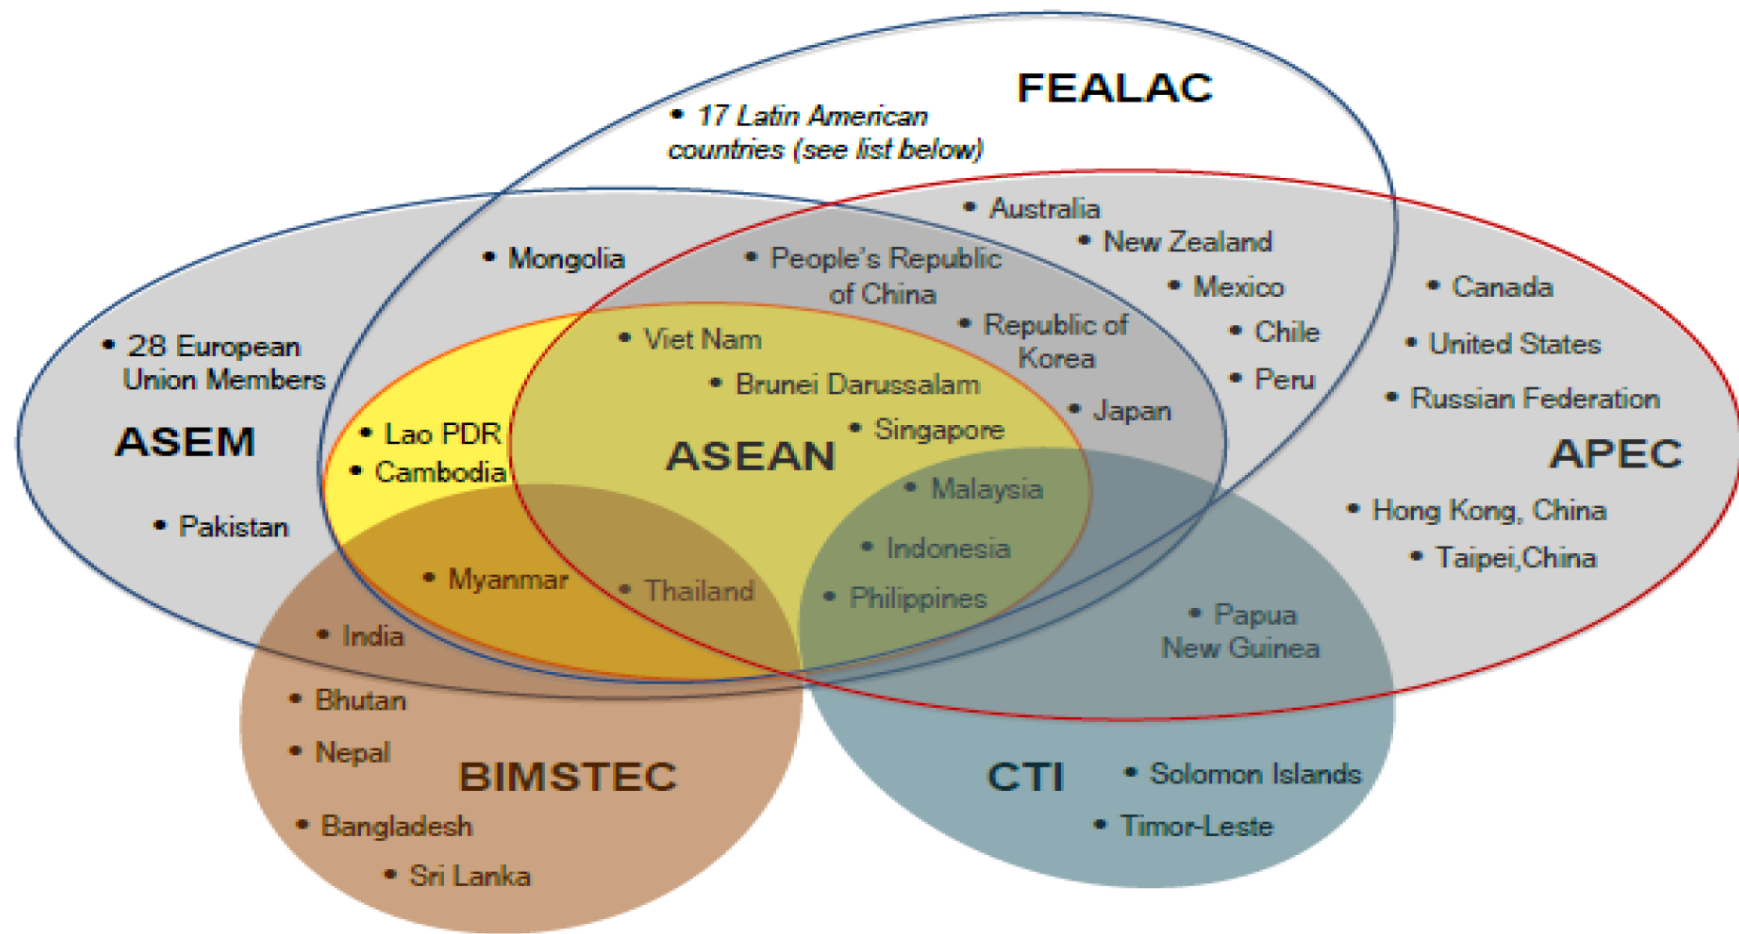 FEALAC
• 17 Latin American
countries (see list below)
• Australia
• New Zealand
• Mongolia
• People's Republic
of China
• Mexico
• Canada
• Republic of
Korea
• Chile
• Viet Nam
• United States
• 28 European
Union Members
• Brunei Darussalam
• Peru
• Russian Federation
• Japan
• Lao PDR
• Singapore
ASEM
ASEAN
APEC
• Cambodia
• Malaysia
• Hong Kong, China
• Pakistan
• Indonesia
• Taipei,China
• Myanmar
• Thailand
• Philippines
• Papua
New Guinea
• India
• Bhutan
• Nepal
BIMSTEC
CTI
• Solomon Islands
• Bangladesh
• Timor-Leste
• Sri Lanka